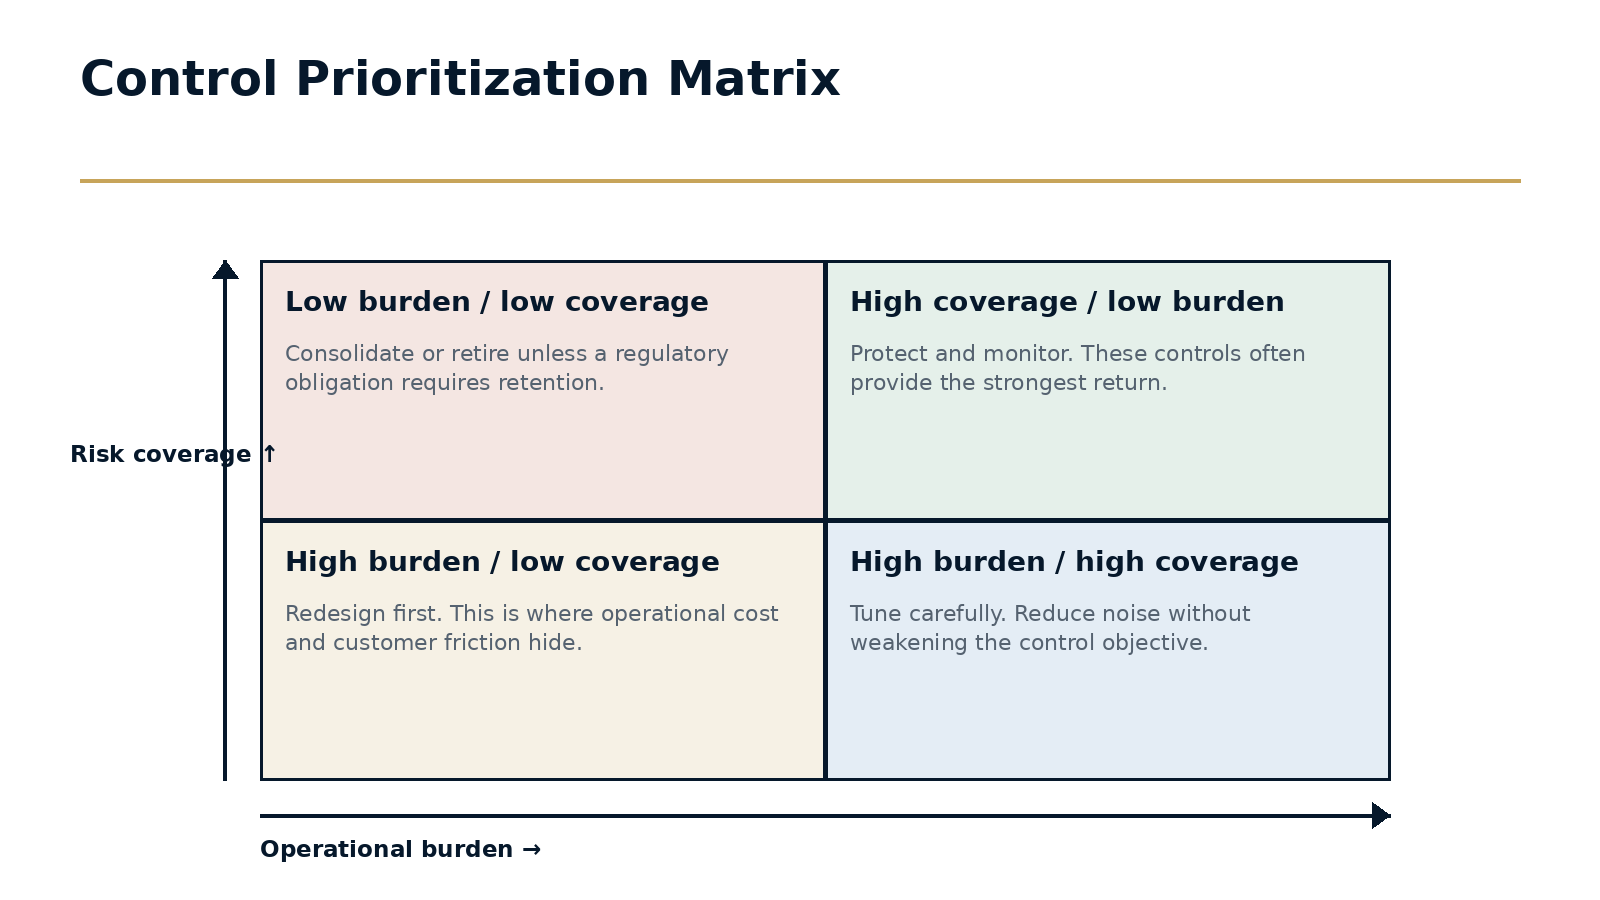 Control Prioritization Matrix
Low burden / low coverage
Consolidate or retire unless a regulatory
obligation requires retention.
High coverage / low burden
Protect and monitor. These controls often
provide the strongest return.
Risk coverage ↑
High burden / low coverage
Redesign first. This is where operational cost
and customer friction hide.
High burden / high coverage
Tune carefully. Reduce noise without
weakening the control objective.
Operational burden →